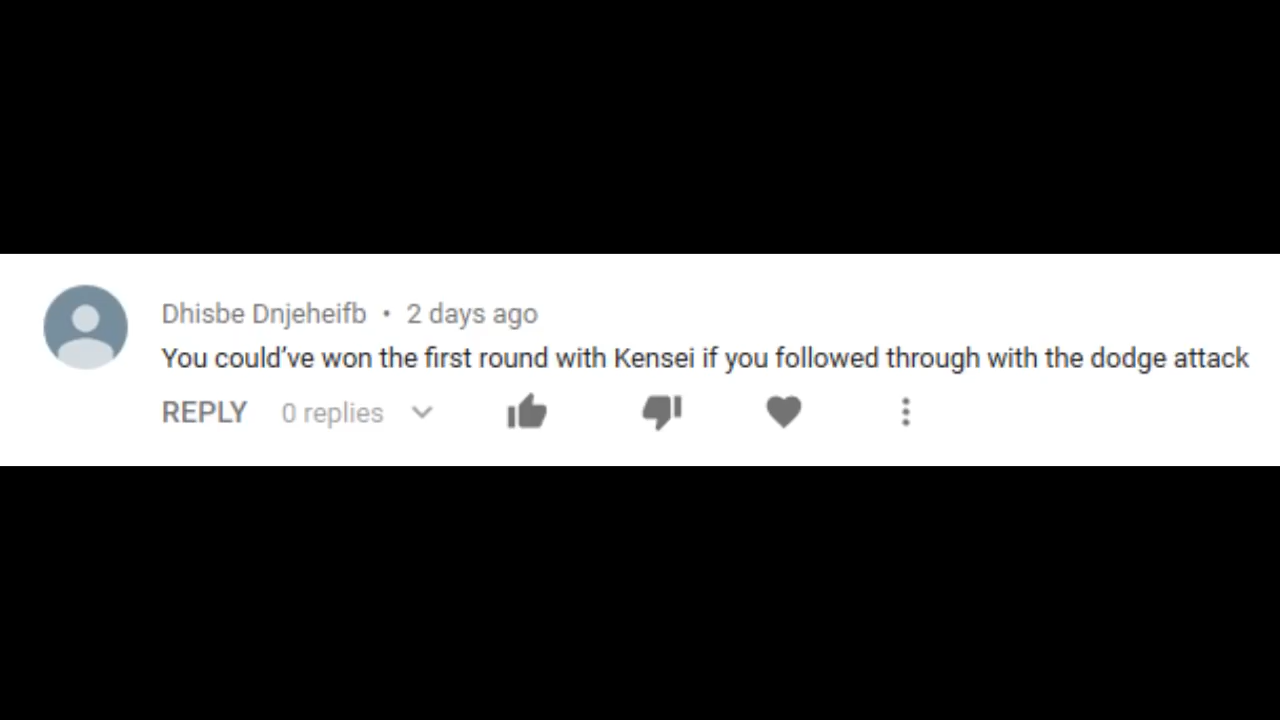 Dhisbe Dnjeheifb • 2 days ago
You could’ve won the first round with Kensei if you followed through with the dodge attack
REPLY 0 replies